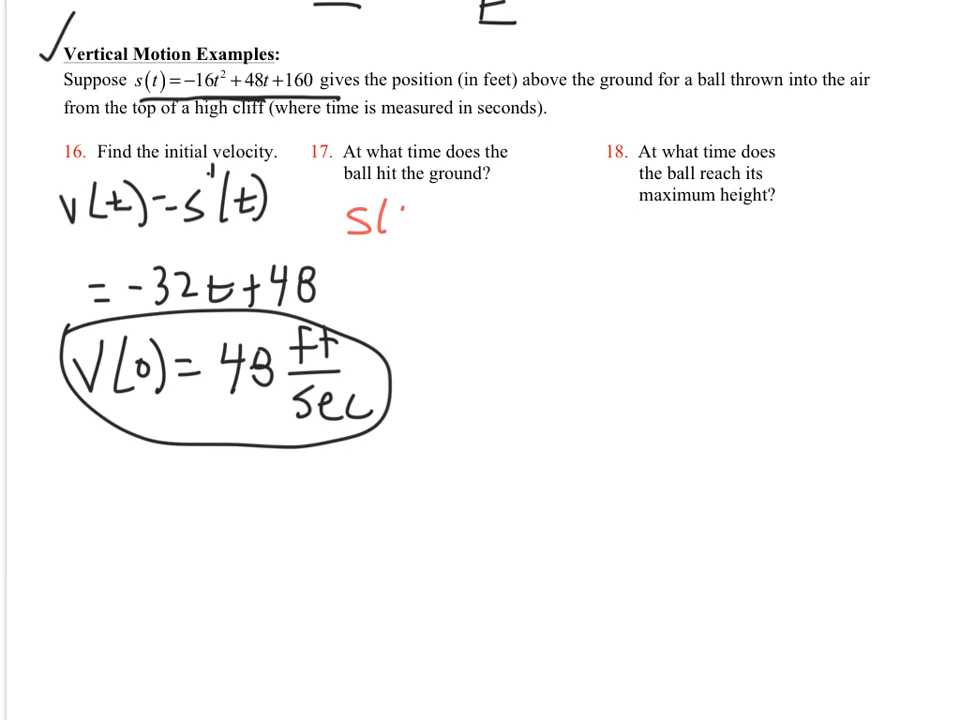 E
Vertical Motion Examples:
Suppose s(t)=−16t²+48t+160 gives the position (in feet) above the ground for a ball thrown into the air
from the top of a high cliff (where time is measured in seconds).
16. Find the initial velocity.
v(t)=s'(t)
=-32t+48
V(0)=48 ft/sec
17. At what time does the
ball hit the ground?
s(
18. At what time does
the ball reach its
maximum height?